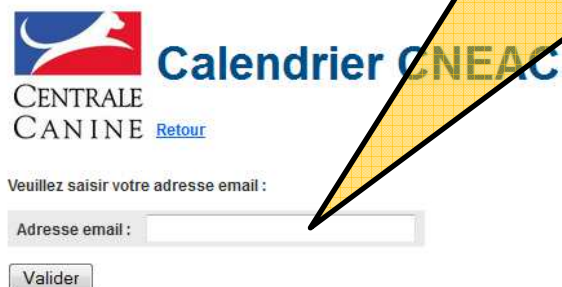 Calendrier CNEAC
CENTRALE
CANINE Retour
Veuillez saisir votre adresse email :
Adresse email :
Valider